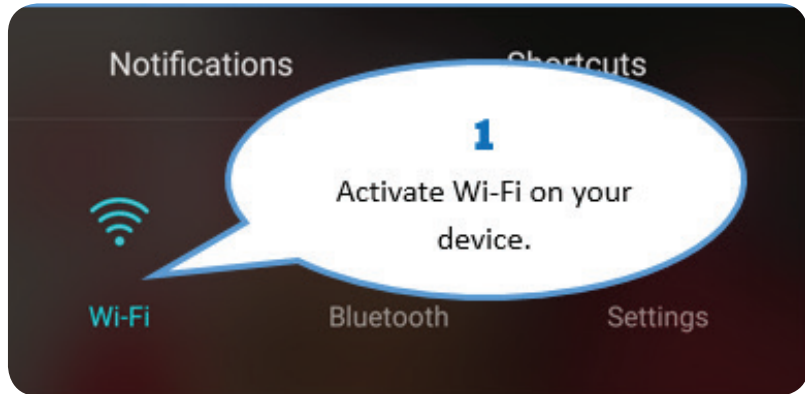 Notifications
Shortcuts
1
Activate Wi-Fi on your
device.
Wi-Fi
Bluetooth
Settings